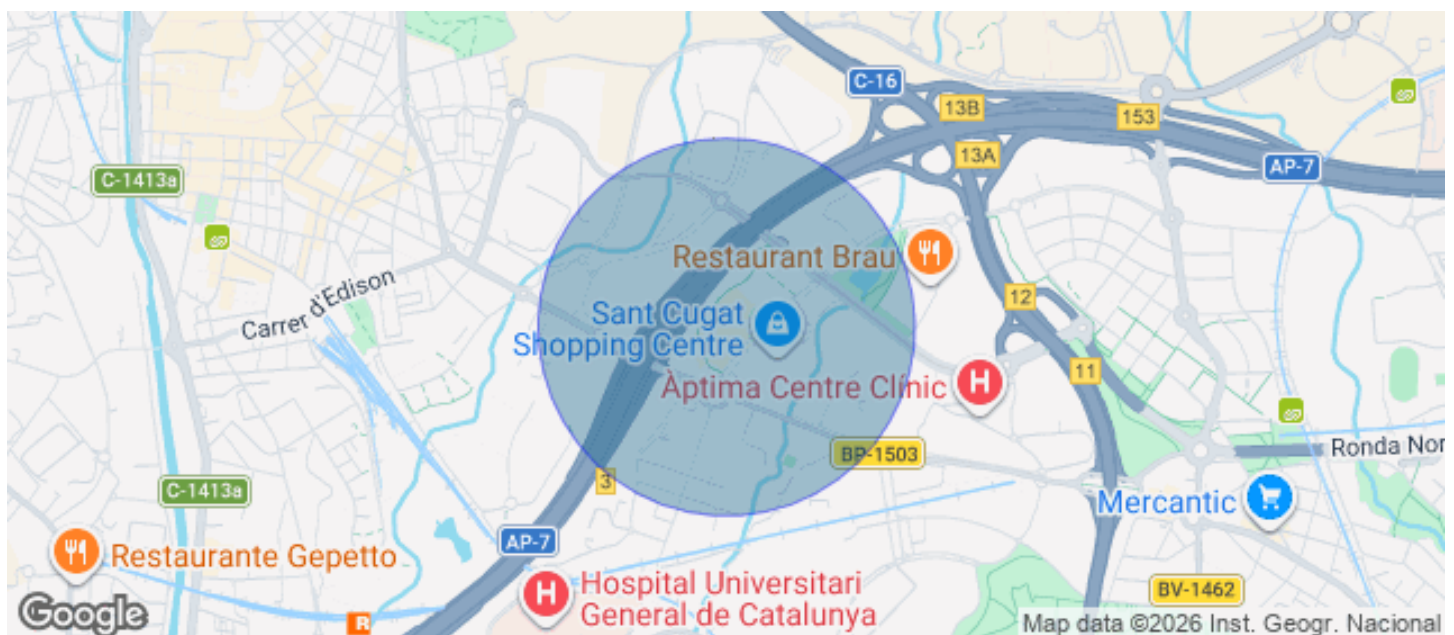 C-16
13B
153
13A
AP-7
C-1413a
Restaurant Brau
Carrer d'Edison
Sant Cugat
Shopping Centre
12
Àptima Centre Clínic
11
BP-1503
Ronda Nor
3
C-1413a
Mercantic
AP-7
Restaurante Gepetto
Hospital Universitari
General de Catalunya
BV-1462
R
Google
Map data ©2026 Inst. Geogr. Nacional